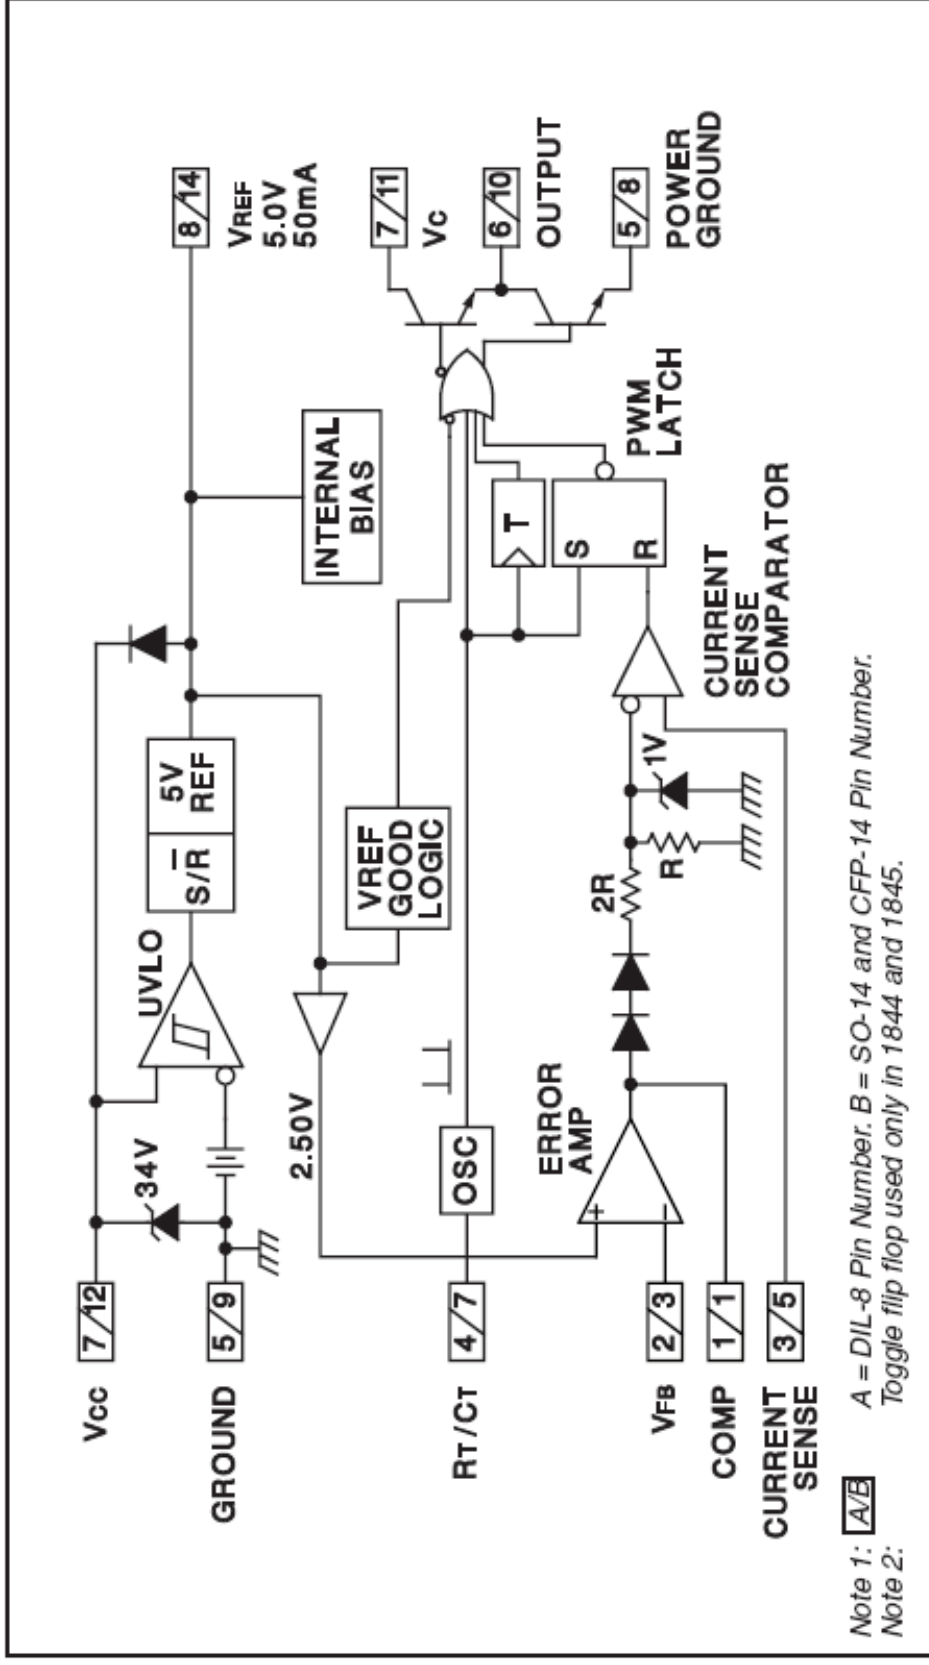 Vcc
7/12
34V
UVLO
S/R
5V
REF
8/14
VREF
5.0V
50mA
GROUND
5/9
2.50V
VREF
GOOD
LOGIC
INTERNAL
BIAS
7/11
Vc
6/10
OUTPUT
5/8
POWER
GROUND
RT/CT
4/7
OSC
T
S
R
PWM
LATCH
ERROR
AMP
+
−
2R
R
1V
CURRENT
SENSE
COMPARATOR
VFB
2/3
COMP
1/1
CURRENT
SENSE
3/5
Note 1: A/B A = DIL-8 Pin Number. B = SO-14 and CFP-14 Pin Number.
Note 2: Toggle flip flop used only in 1844 and 1845.